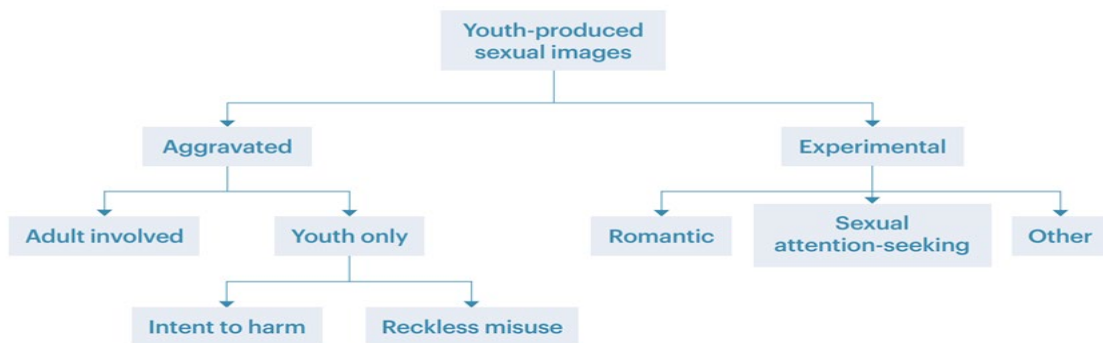 Youth-produced
sexual images
Aggravated
Experimental
Adult involved
Youth only
Romantic
Sexual
attention-seeking
Other
Intent to harm
Reckless misuse